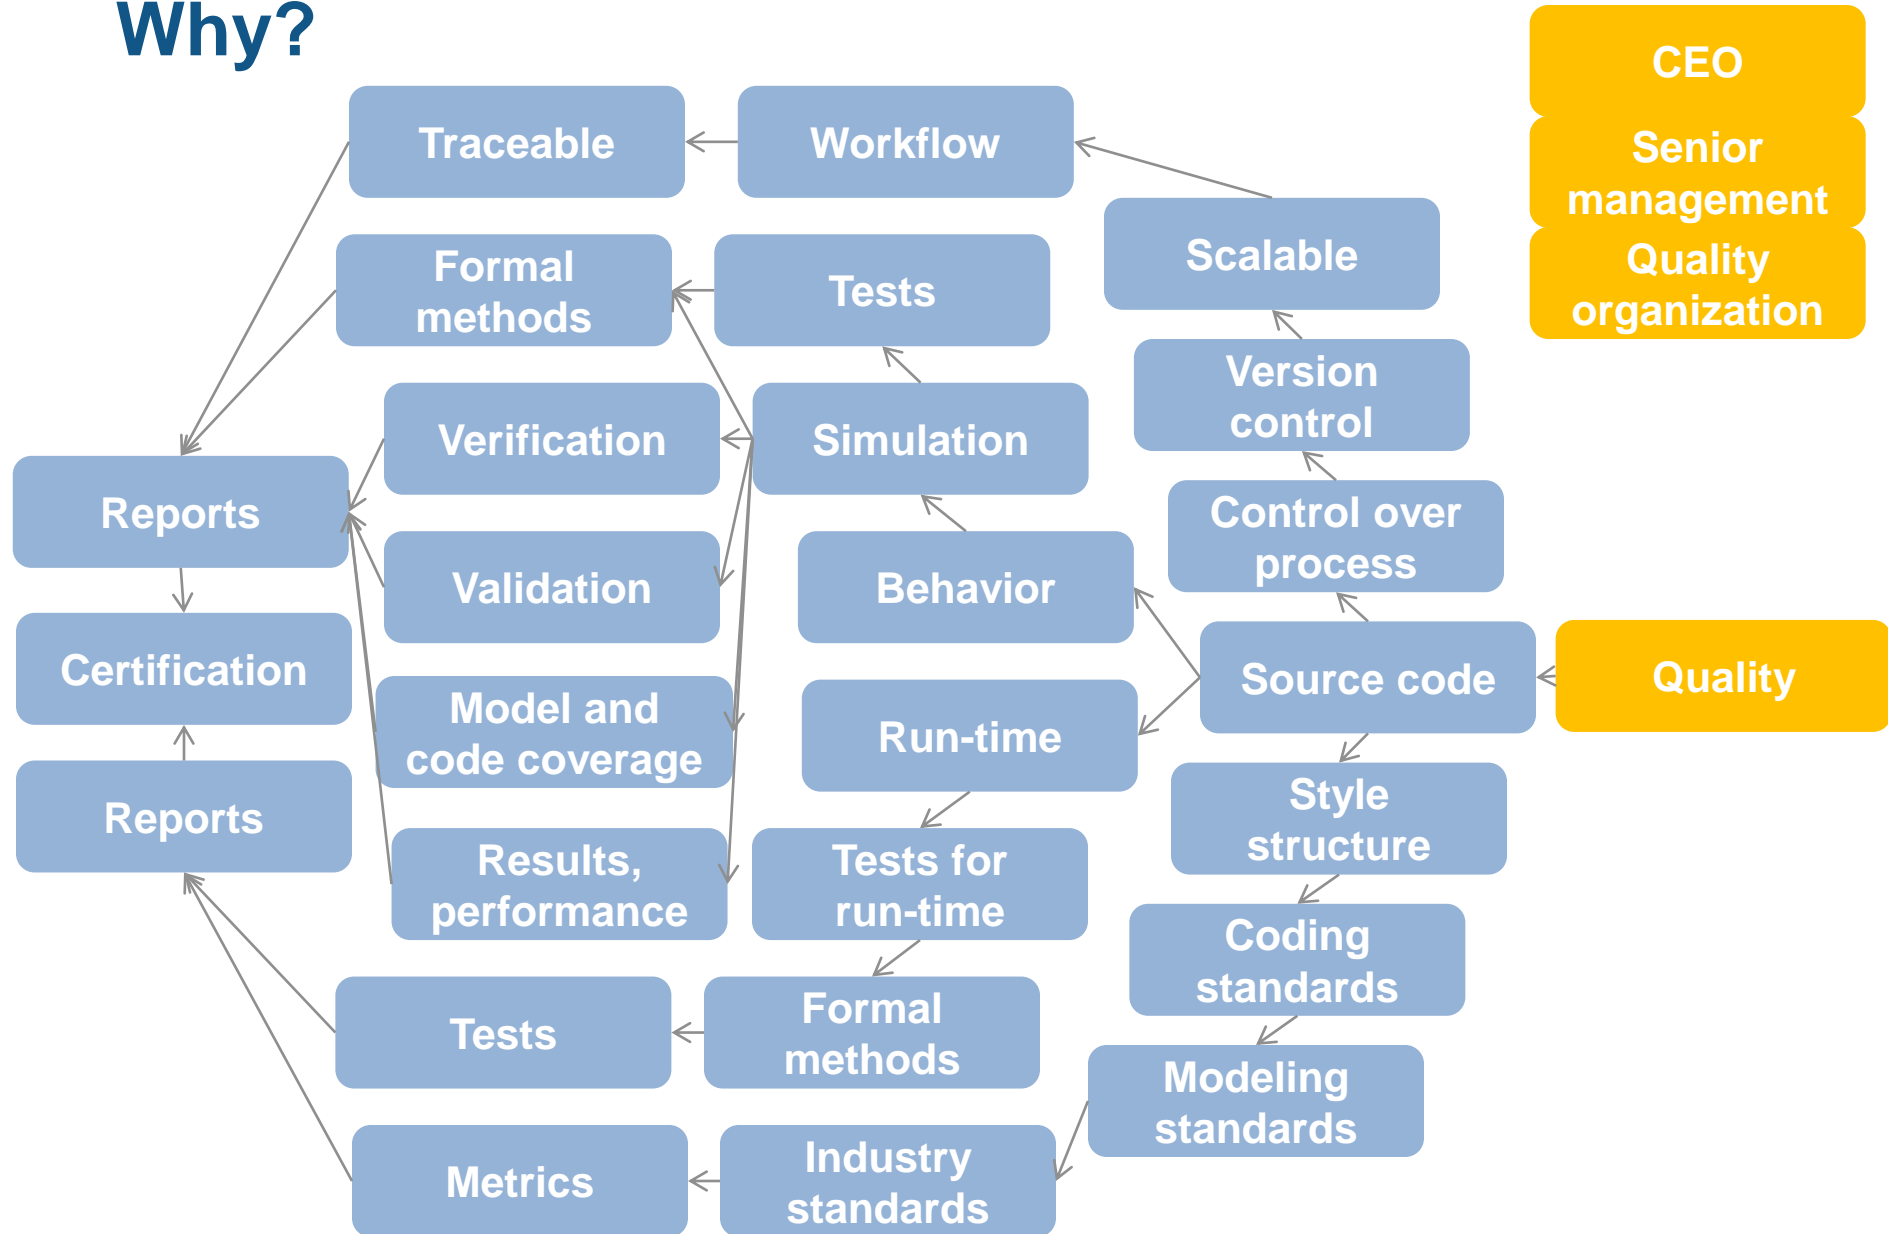 Why?
CEO
Senior
management
Quality
organization
Traceable
Workflow
Scalable
Formal
methods
Tests
Version
control
Verification
Simulation
Reports
Control over
process
Validation
Behavior
Certification
Source code
Quality
Model and
code coverage
Run-time
Reports
Style
structure
Results,
performance
Tests for
run-time
Coding
standards
Tests
Formal
methods
Modeling
standards
Metrics
Industry
standards